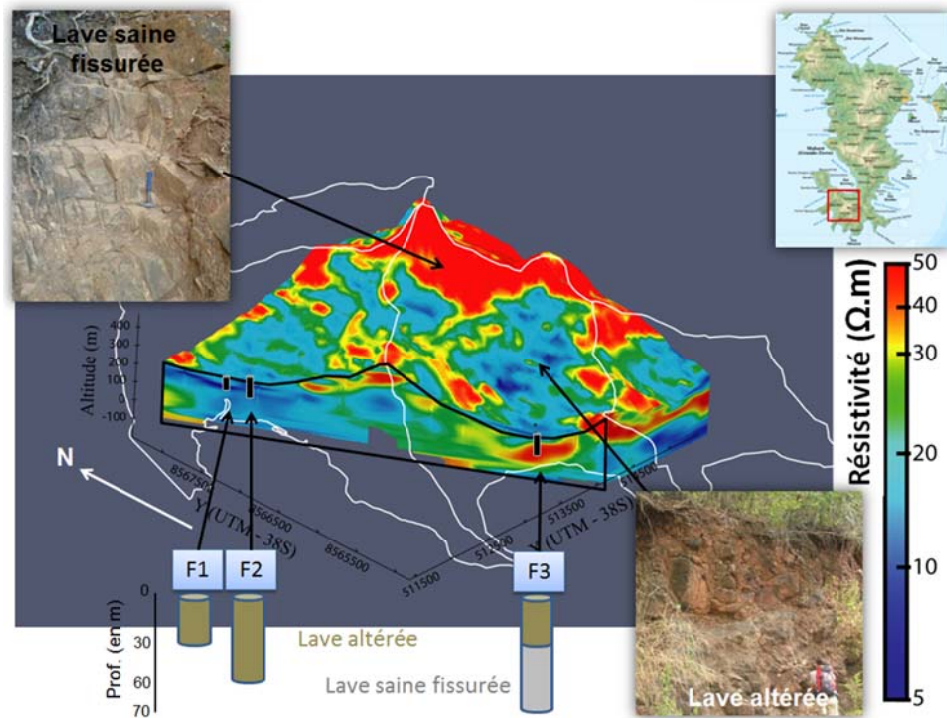 Lave saine
fissurée
Résistivité (Ω.m)
50
40
30
20
10
5
Altitude (m)
400
300
200
100
0
-100
N
8567500
8566500
8565500
Y (UTM - 38S)
511500
512500
513500
515500
(UTM - 38S)
F1
F2
F3
Prof. (en m)
0
30
60
70
Lave altérée
Lave saine fissurée
Lave altérée